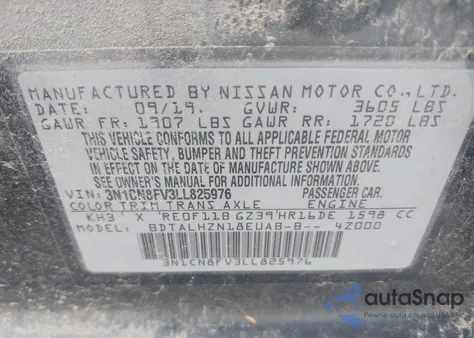 MANUFACTURED BY NISSAN MOTOR CO.,LTD.
DATE: 09/19. GVWR: 3605 LBS
GAWR FR: 1907 LBS GAWR RR: 1720 LBS
THIS VEHICLE CONFORMS TO ALL APPLICABLE FEDERAL MOTOR
VEHICLE SAFETY, BUMPER AND THEFT PREVENTION STANDARDS
IN EFFECT ON THE DATE OF MANUFACTURE SHOWN ABOVE.
SEE OWNER'S MANUAL FOR ADDITIONAL INFORMATION.
VIN: 3N1CN8FV3LL825976 PASSENGER CAR.
COLOR TRIM TRANS AXLE ENGINE
KH3 X RE0F11B GZ39 HR16DE 1598 CC
MODEL: BDTALHZN18EUAB-B-- 4Z000
3N1CN8FV3LL825976
autoSnap